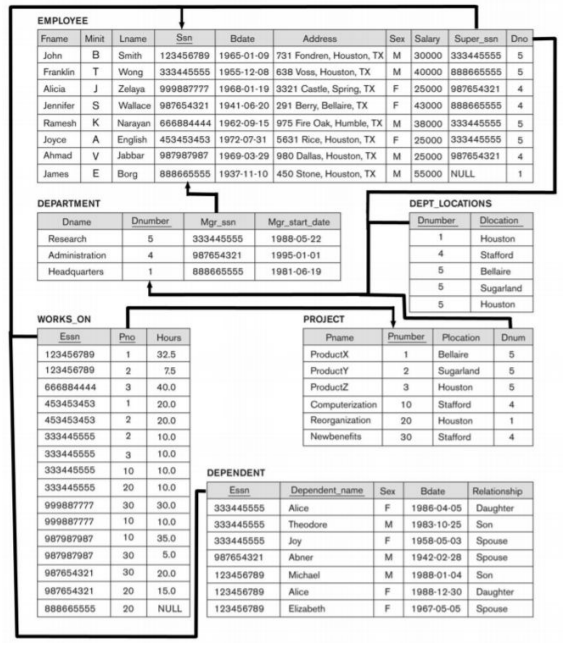 EMPLOYEE
Fname Minit Lname Ssn Bdate Address Sex Salary Super_ssn Dno
John B Smith 123456789 1965-01-09 731 Fondren, Houston, TX M 30000 333445555 5
Franklin T Wong 333445555 1955-12-08 638 Voss, Houston, TX M 40000 888665555 5
Alicia J Zelaya 999887777 1968-01-19 3321 Castle, Spring, TX F 25000 987654321 4
Jennifer S Wallace 987654321 1941-06-20 291 Berry, Bellaire, TX F 43000 888665555 4
Ramesh K Narayan 666884444 1962-09-15 975 Fire Oak, Humble, TX M 38000 333445555 5
Joyce A English 453453453 1972-07-31 5631 Rice, Houston, TX F 25000 333445555 5
Ahmad V Jabbar 987987987 1969-03-29 980 Dallas, Houston, TX M 25000 987654321 4
James E Borg 888665555 1937-11-10 450 Stone, Houston, TX M 55000 NULL 1
DEPARTMENT
Dname Dnumber Mgr_ssn Mgr_start_date
Research 5 333445555 1988-05-22
Administration 4 987654321 1995-01-01
Headquarters 1 888665555 1981-06-19
DEPT_LOCATIONS
Dnumber Dlocation
1 Houston
4 Stafford
5 Bellaire
5 Sugarland
5 Houston
WORKS_ON
Essn Pno Hours
123456789 1 32.5
123456789 2 7.5
666884444 3 40.0
453453453 1 20.0
453453453 2 20.0
333445555 2 10.0
333445555 3 10.0
333445555 10 10.0
333445555 20 10.0
999887777 30 30.0
999887777 10 10.0
987987987 10 35.0
987987987 30 5.0
987654321 30 20.0
987654321 20 15.0
888665555 20 NULL
PROJECT
Pname Pnumber Plocation Dnum
ProductX 1 Bellaire 5
ProductY 2 Sugarland 5
ProductZ 3 Houston 5
Computerization 10 Stafford 4
Reorganization 20 Houston 1
Newbenefits 30 Stafford 4
DEPENDENT
Essn Dependent_name Sex Bdate Relationship
333445555 Alice F 1986-04-05 Daughter
333445555 Theodore M 1983-10-25 Son
333445555 Joy F 1958-05-03 Spouse
987654321 Abner M 1942-02-28 Spouse
123456789 Michael M 1988-01-04 Son
123456789 Alice F 1988-12-30 Daughter
123456789 Elizabeth F 1967-05-05 Spouse